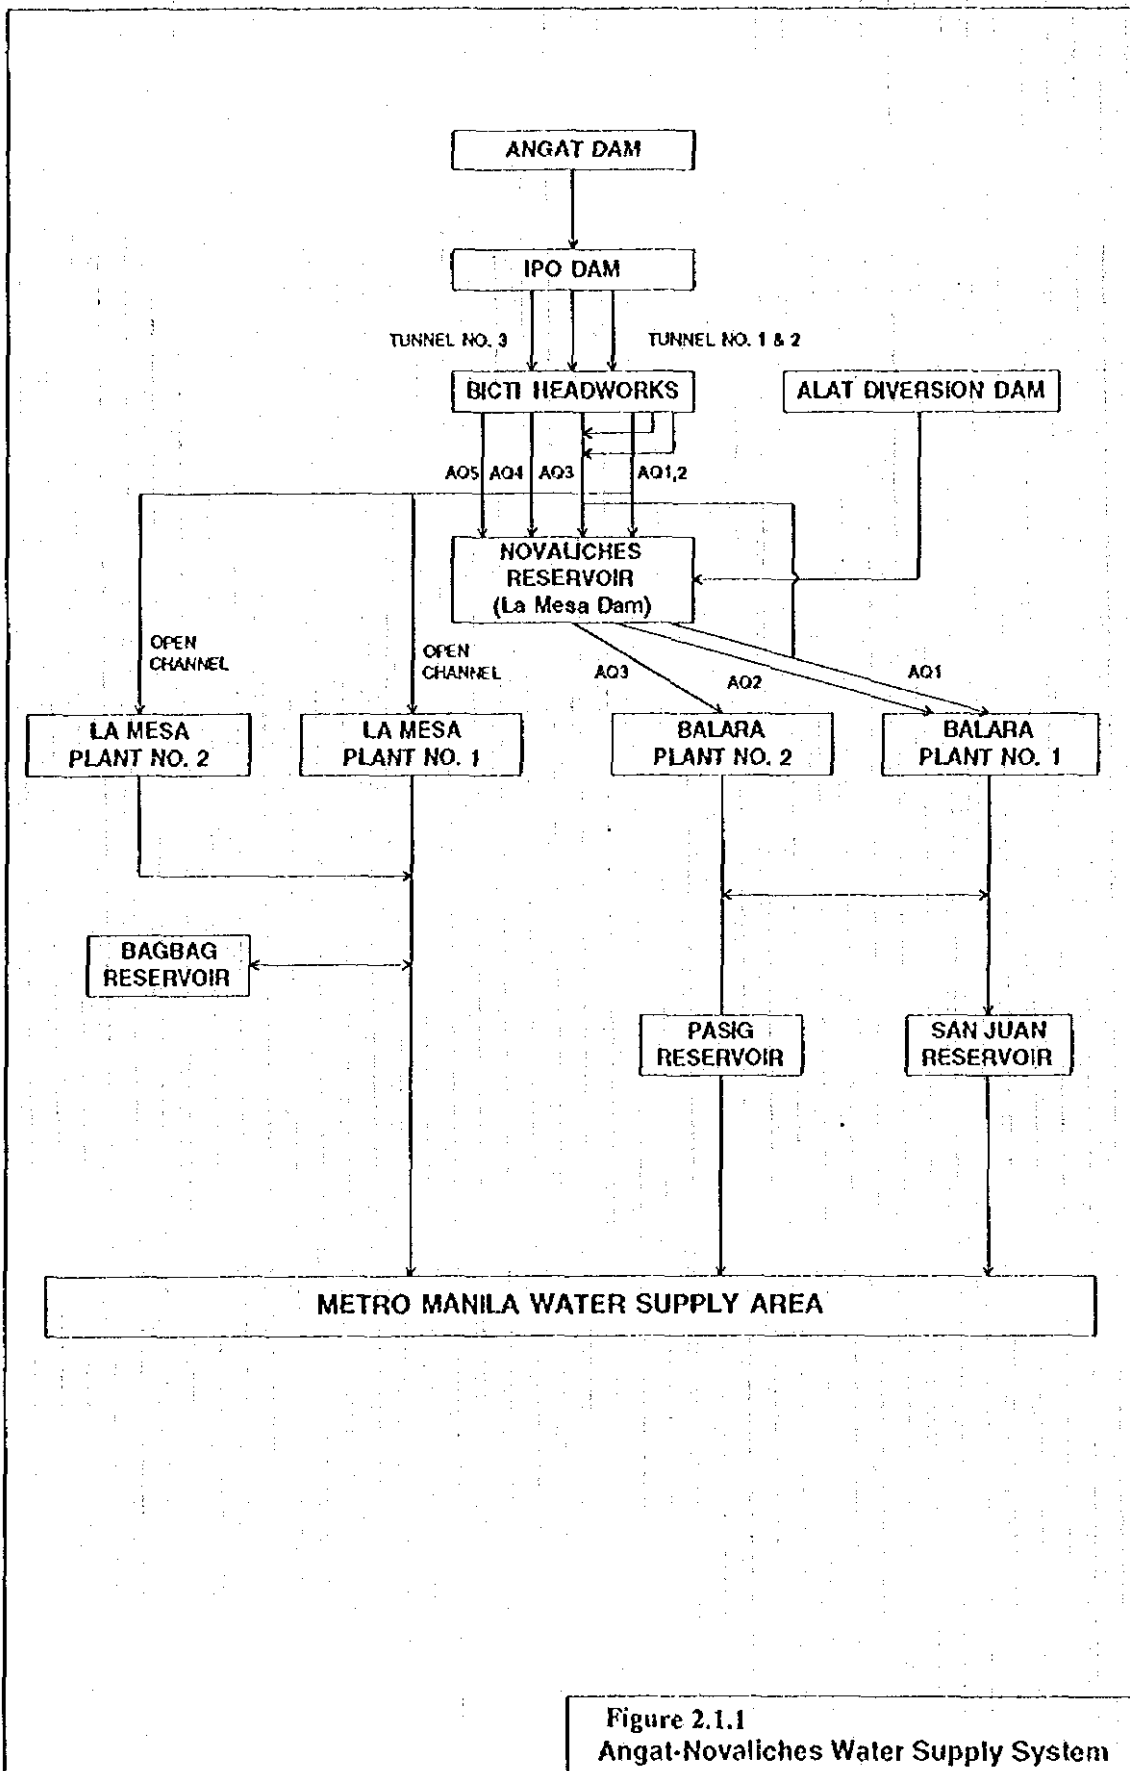 ANGAT DAM
IPO DAM
TUNNEL NO. 3
TUNNEL NO. 1 & 2
BICTI HEADWORKS
ALAT DIVERSION DAM
AQ5
AQ4
AQ3
AQ1,2
NOVALICHES
RESERVOIR
(La Mesa Dam)
OPEN
CHANNEL
OPEN
CHANNEL
AQ3
AQ2
AQ1
LA MESA
PLANT NO. 2
LA MESA
PLANT NO. 1
BALARA
PLANT NO. 2
BALARA
PLANT NO. 1
BAGBAG
RESERVOIR
PASIG
RESERVOIR
SAN JUAN
RESERVOIR
METRO MANILA WATER SUPPLY AREA
Figure 2.1.1
Angat-Novaliches Water Supply System